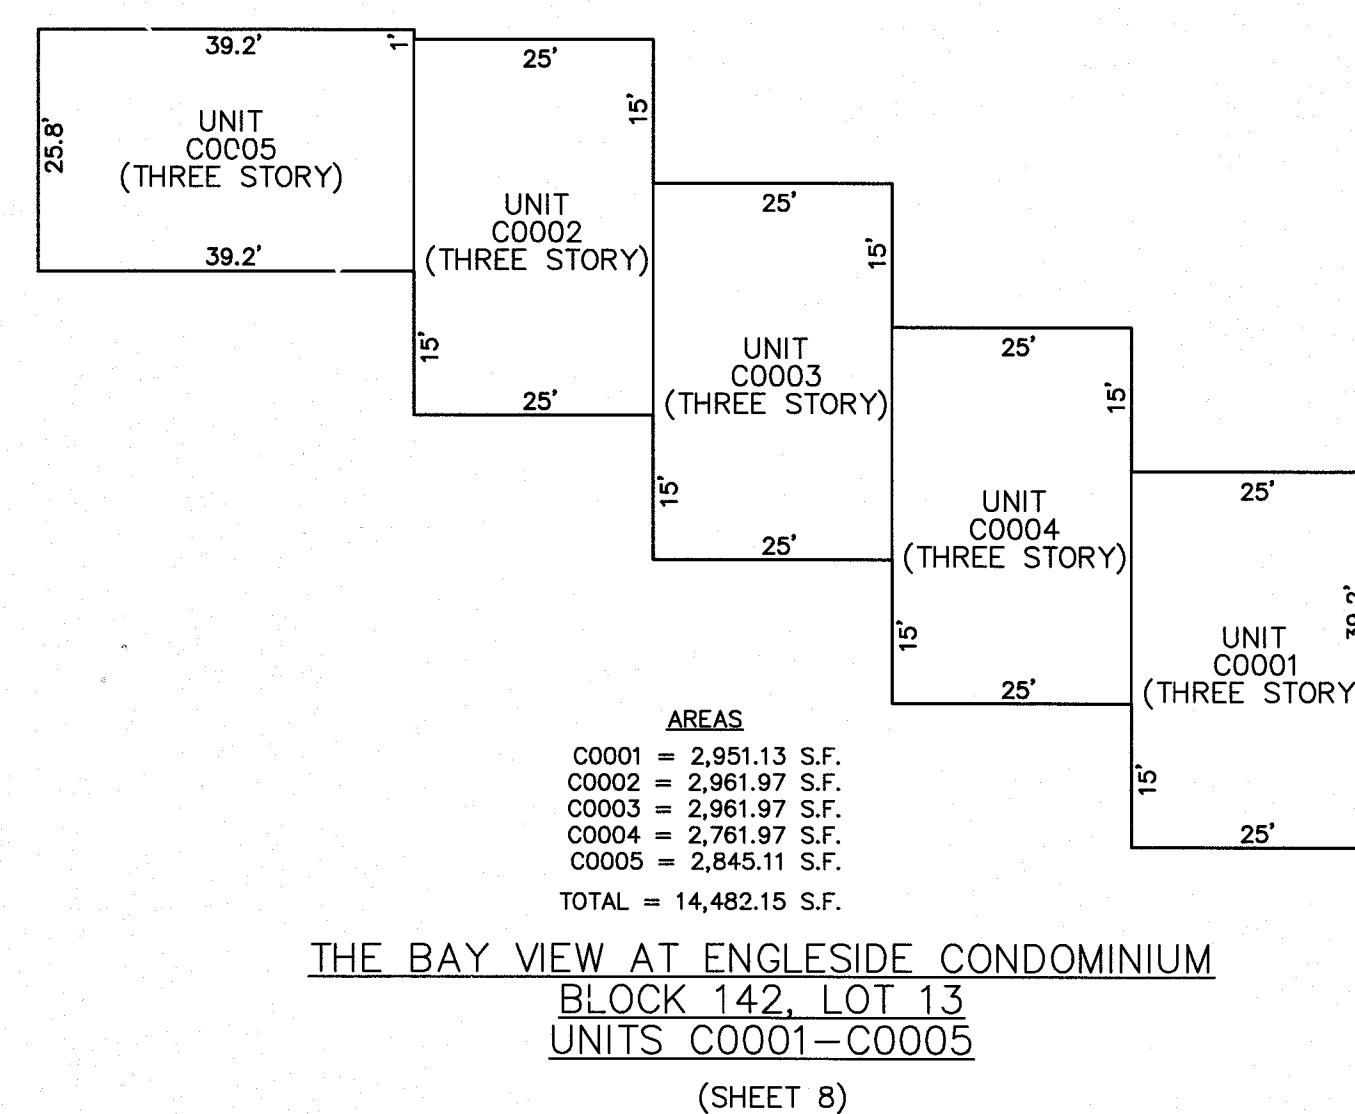 39.2'
1'
25.8'
UNIT
C0005
(THREE STORY)
39.2'
25'
15'
UNIT
C0002
(THREE STORY)
15'
25'
25'
15'
UNIT
C0003
(THREE STORY)
15'
25'
25'
15'
UNIT
C0004
(THREE STORY)
15'
25'
25'
39.2'
UNIT
C0001
(THREE STORY
15'
25'
AREAS
C0001 = 2,951.13 S.F.
C0002 = 2,961.97 S.F.
C0003 = 2,961.97 S.F.
C0004 = 2,761.97 S.F.
C0005 = 2,845.11 S.F.
TOTAL = 14,482.15 S.F.
THE BAY VIEW AT ENGLESIDE CONDOMINIUM
BLOCK 142, LOT 13
UNITS C0001-C0005
(SHEET 8)